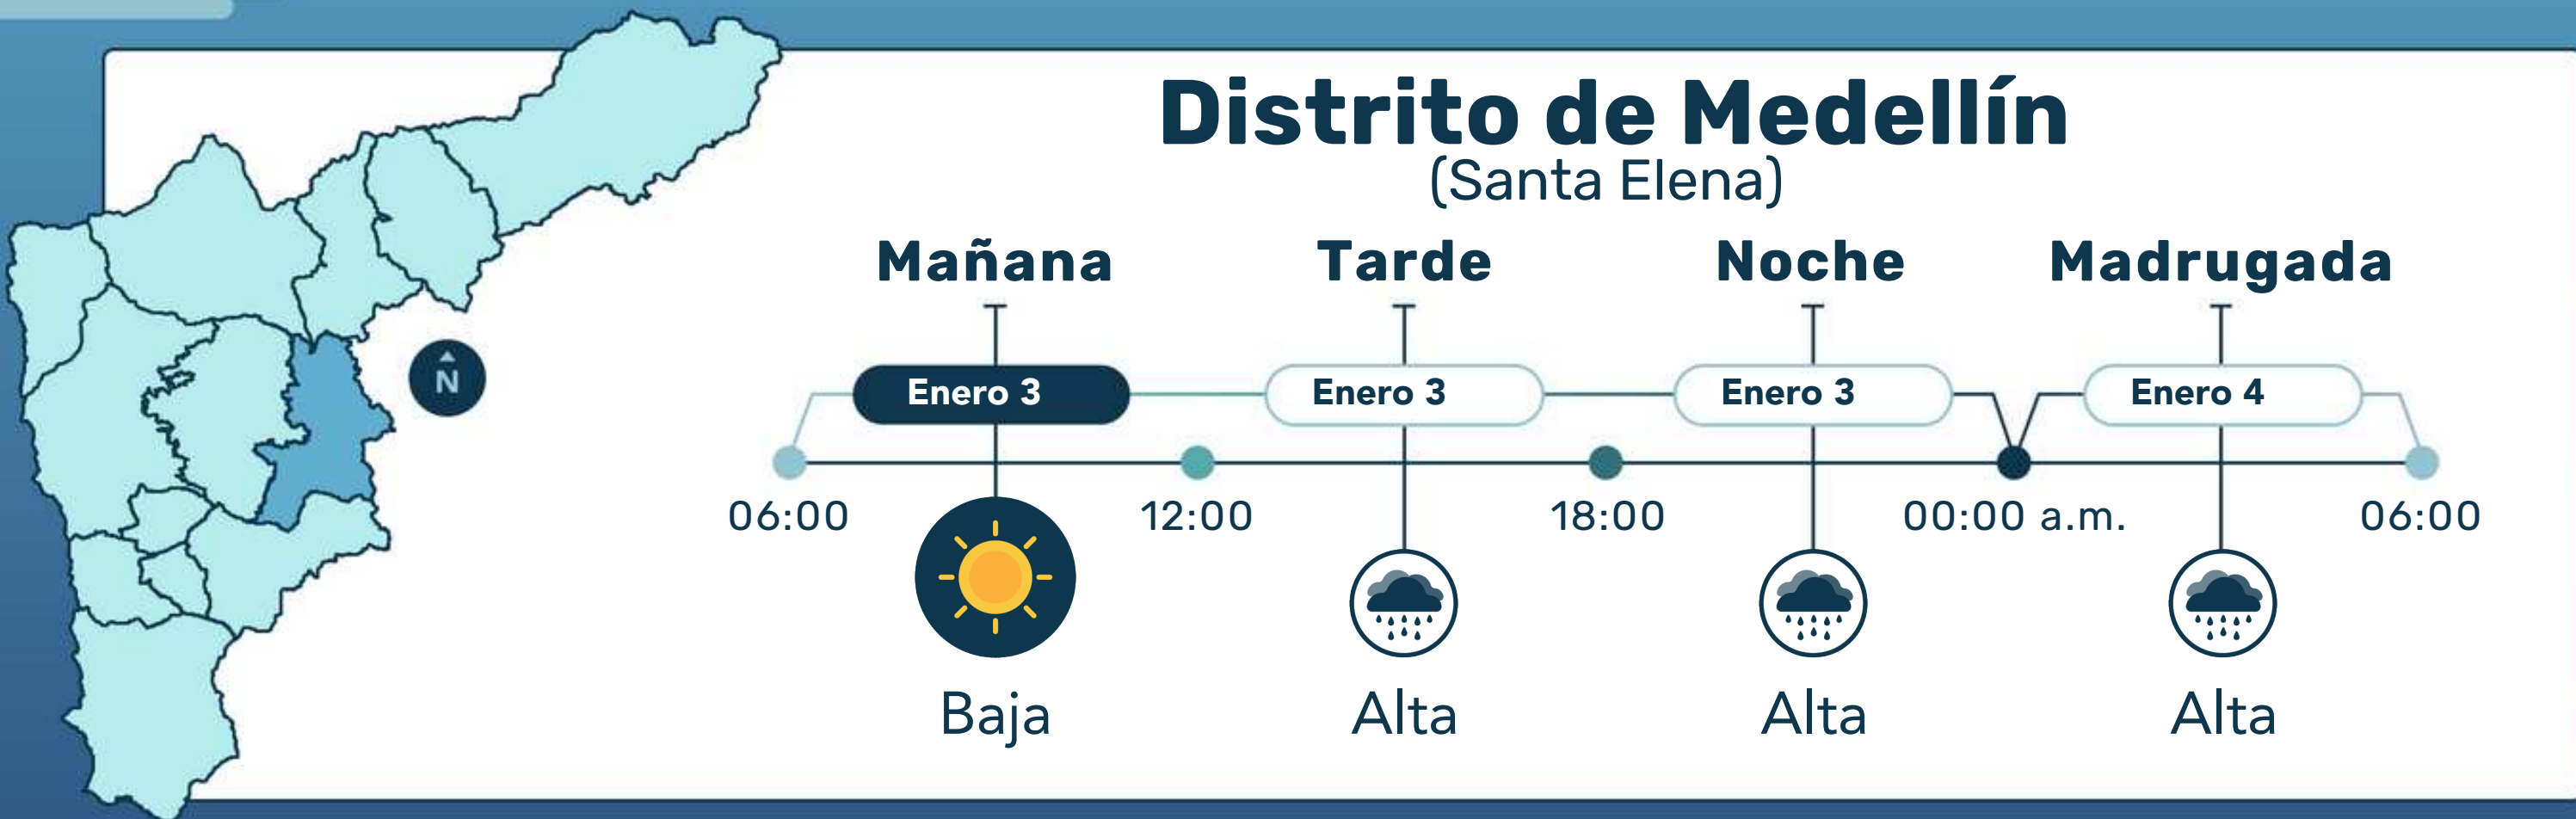 Distrito de Medellín
(Santa Elena)
Mañana Tarde Noche Madrugada
N
Enero 3 Enero 3 Enero 3 Enero 4
06:00 12:00 18:00 00:00 a.m. 06:00
Baja Alta Alta Alta